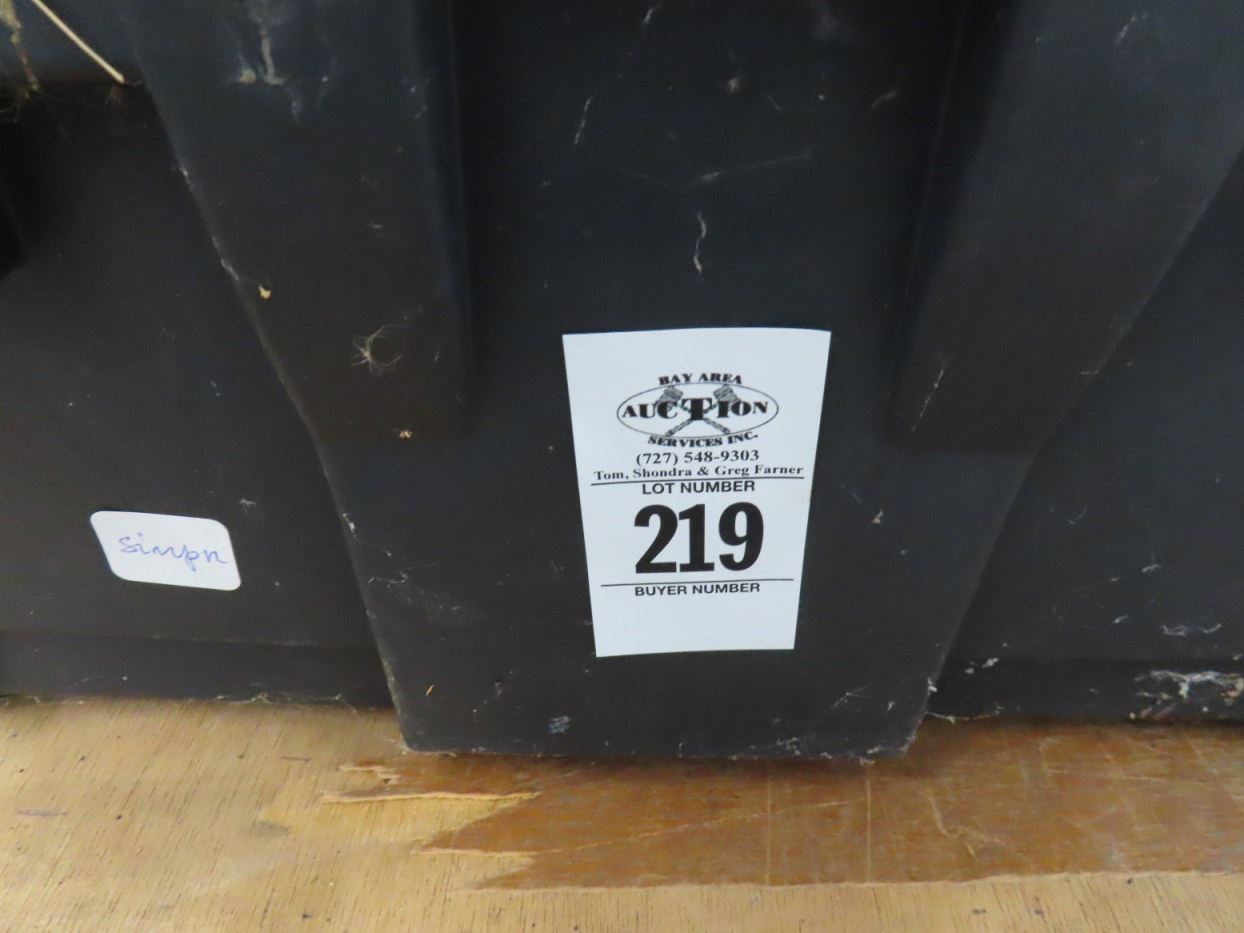 BAY AREA
AUCTION
SERVICES INC.
(727) 548-9303
Tom, Shondra & Greg Farner
LOT NUMBER
219
BUYER NUMBER
simpn